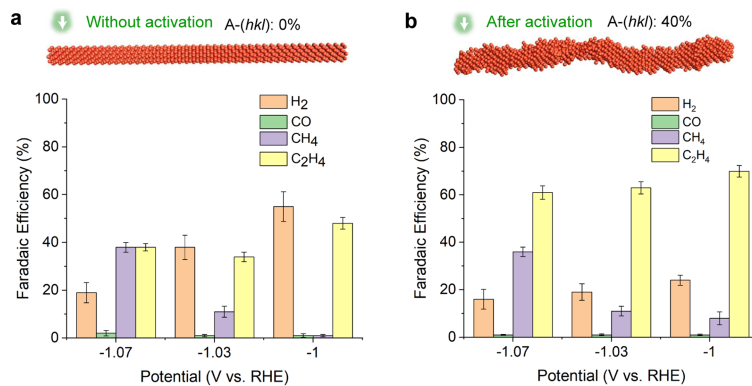 a
Without activation A-(hkl): 0%
100
80
60
40
20
0
Faradaic Efficiency (%)
H₂
CO
CH₄
C₂H₄
-1.07 -1.03 -1
Potential (V vs. RHE)
b
After activation A-(hkl): 40%
100
80
60
40
20
0
Faradaic Efficiency (%)
H₂
CO
CH₄
C₂H₄
-1.07 -1.03 -1
Potential (V vs. RHE)